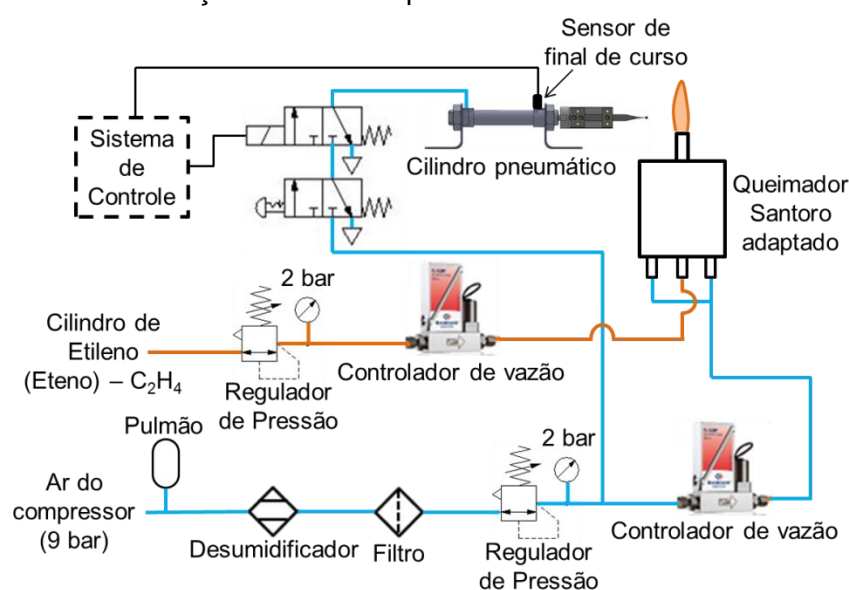 Sensor de
final de curso
Sistema
de
Controle
Cilindro pneumático
Queimador
Santoro
adaptado
2 bar
Cilindro de
Etileno
(Eteno) – C₂H₄
Controlador de vazão
Regulador
de Pressão
Pulmão
2 bar
Ar do
compressor
(9 bar)
Desumidificador
Filtro
Regulador
de Pressão
Controlador de vazão